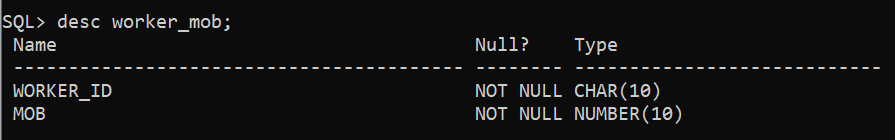 SQL> desc worker_mob;
Name                                      Null?    Type
----------------------------------------- -------- ----------------------------
WORKER_ID                                 NOT NULL CHAR(10)
MOB                                       NOT NULL NUMBER(10)